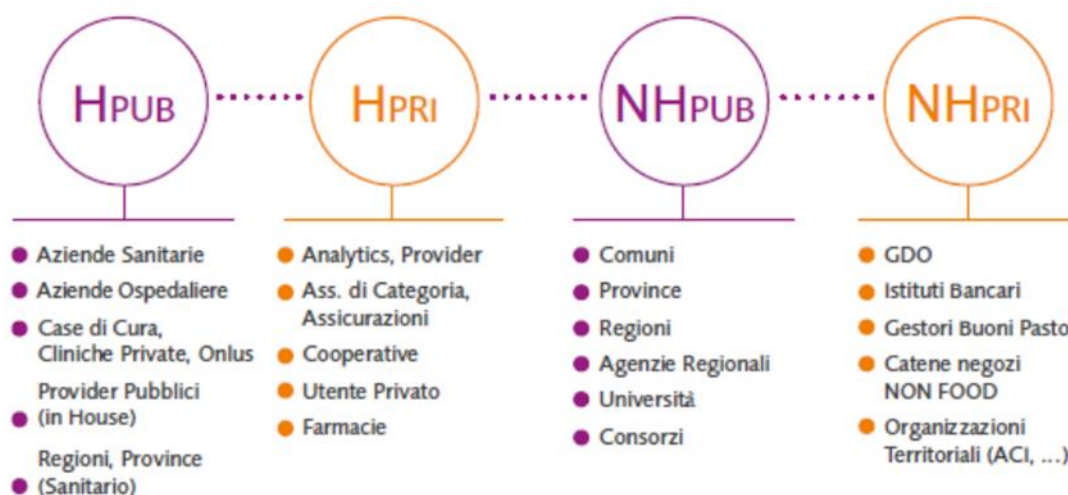 HPUB
HPRI
NHPUB
NHPRI
Aziende Sanitarie
Aziende Ospedaliere
Case di Cura,
Cliniche Private, Onlus
Provider Pubblici
(in House)
Regioni, Province
(Sanitario)
Analytics, Provider
Ass. di Categoria,
Assicurazioni
Cooperative
Utente Privato
Farmacie
Comuni
Province
Regioni
Agenzie Regionali
Università
Consorzi
GDO
Istituti Bancari
Gestori Buoni Pasto
Catene negozi
NON FOOD
Organizzazioni
Territoriali (ACI, ...)